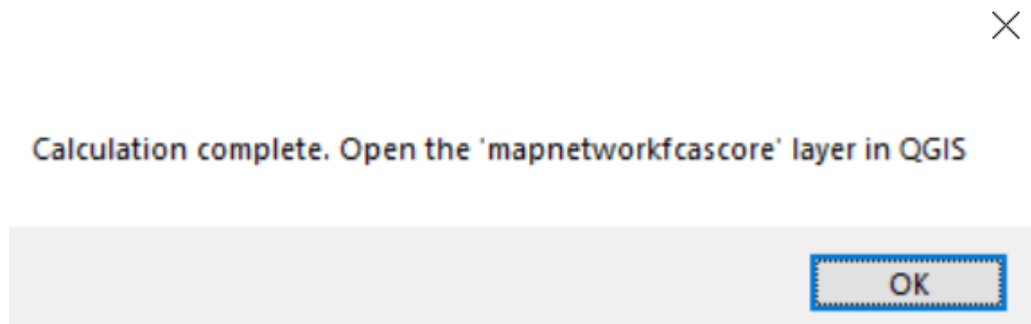 Calculation complete. Open the 'mapnetworkfcascore' layer in QGIS
OK